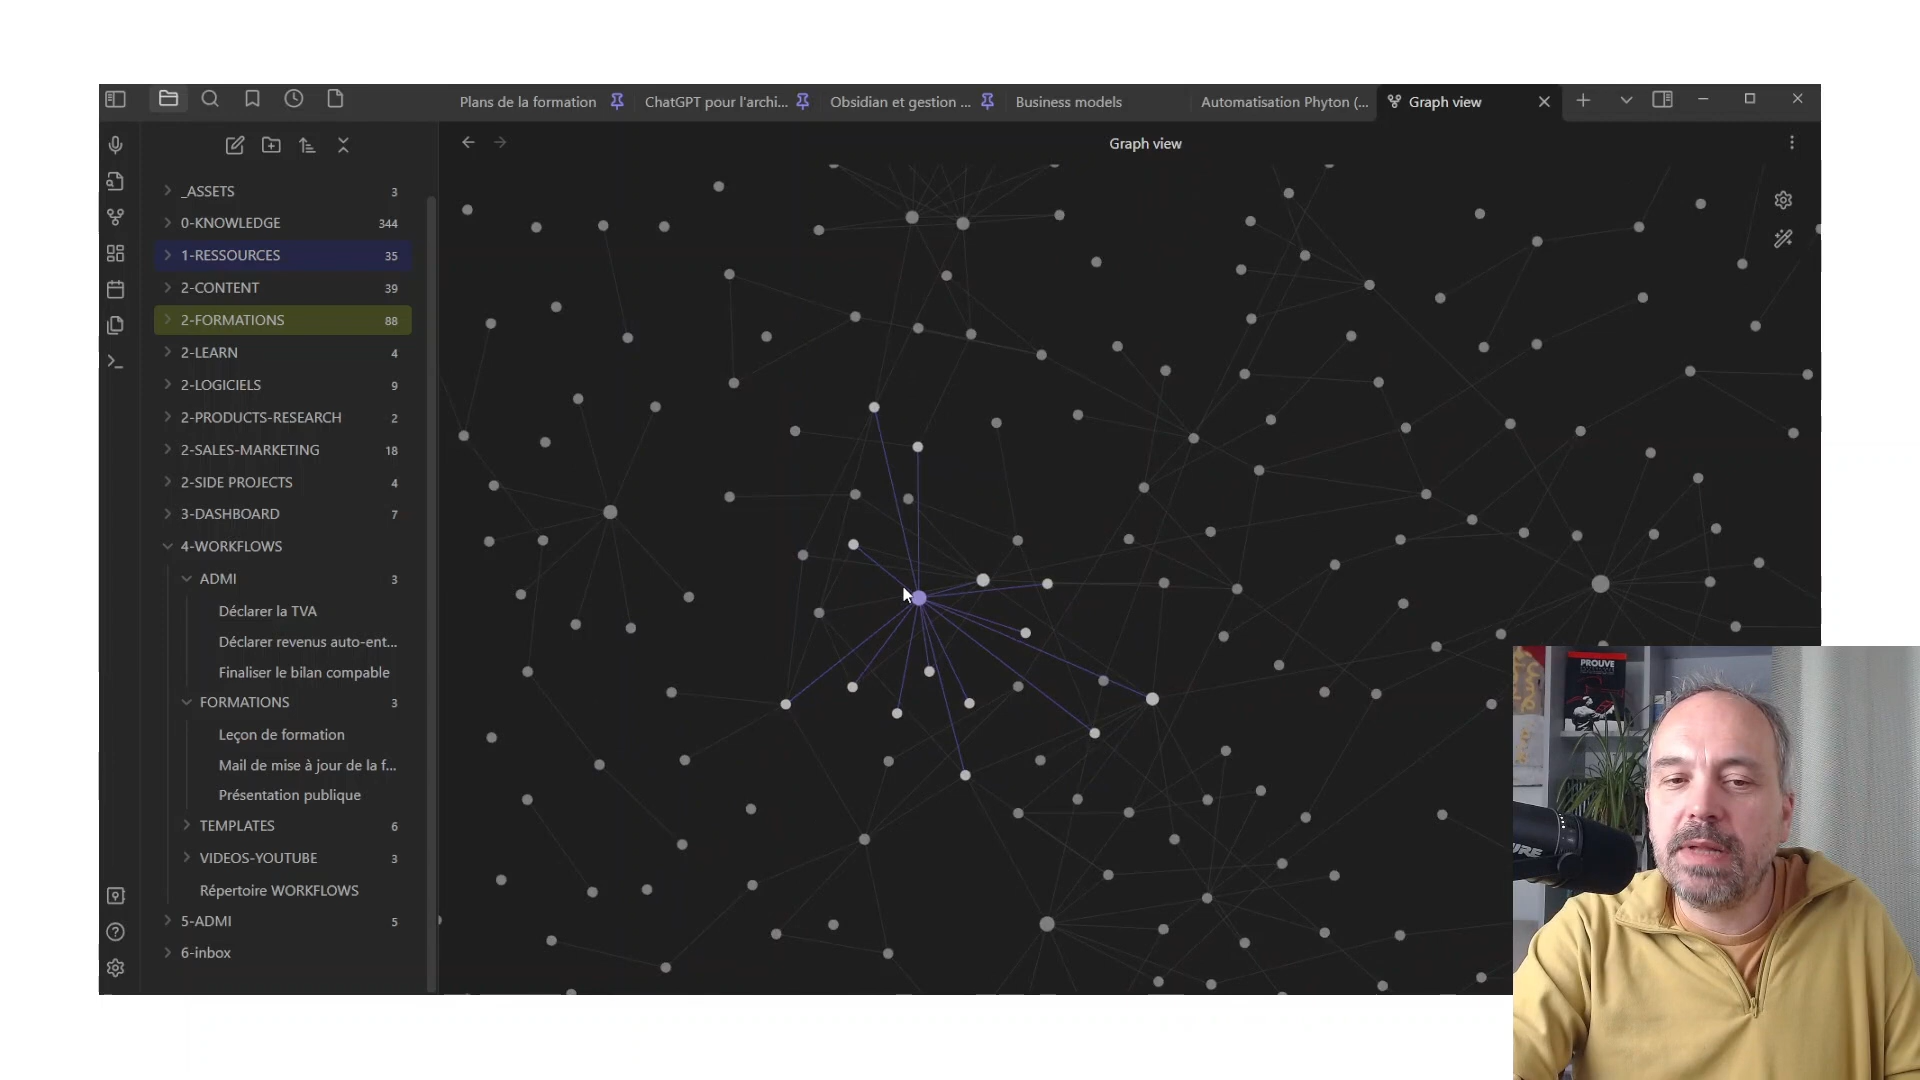 Plans de la formation
ChatGPT pour l'archi...
Obsidian et gestion ...
Business models
Automatisation Phyton (...
Graph view
Graph view
_ASSETS 3
0-KNOWLEDGE 344
1-RESSOURCES 35
2-CONTENT 39
2-FORMATIONS 88
2-LEARN 4
2-LOGICIELS 9
2-PRODUCTS-RESEARCH 2
2-SALES-MARKETING 18
2-SIDE PROJECTS 4
3-DASHBOARD 7
4-WORKFLOWS
ADMI 3
Déclarer la TVA
Déclarer revenus auto-ent...
Finaliser le bilan compable
FORMATIONS 3
Leçon de formation
Mail de mise à jour de la f...
Présentation publique
TEMPLATES 6
VIDEOS-YOUTUBE 3
Répertoire WORKFLOWS
5-ADMI 5
6-inbox
PROUVE
URE